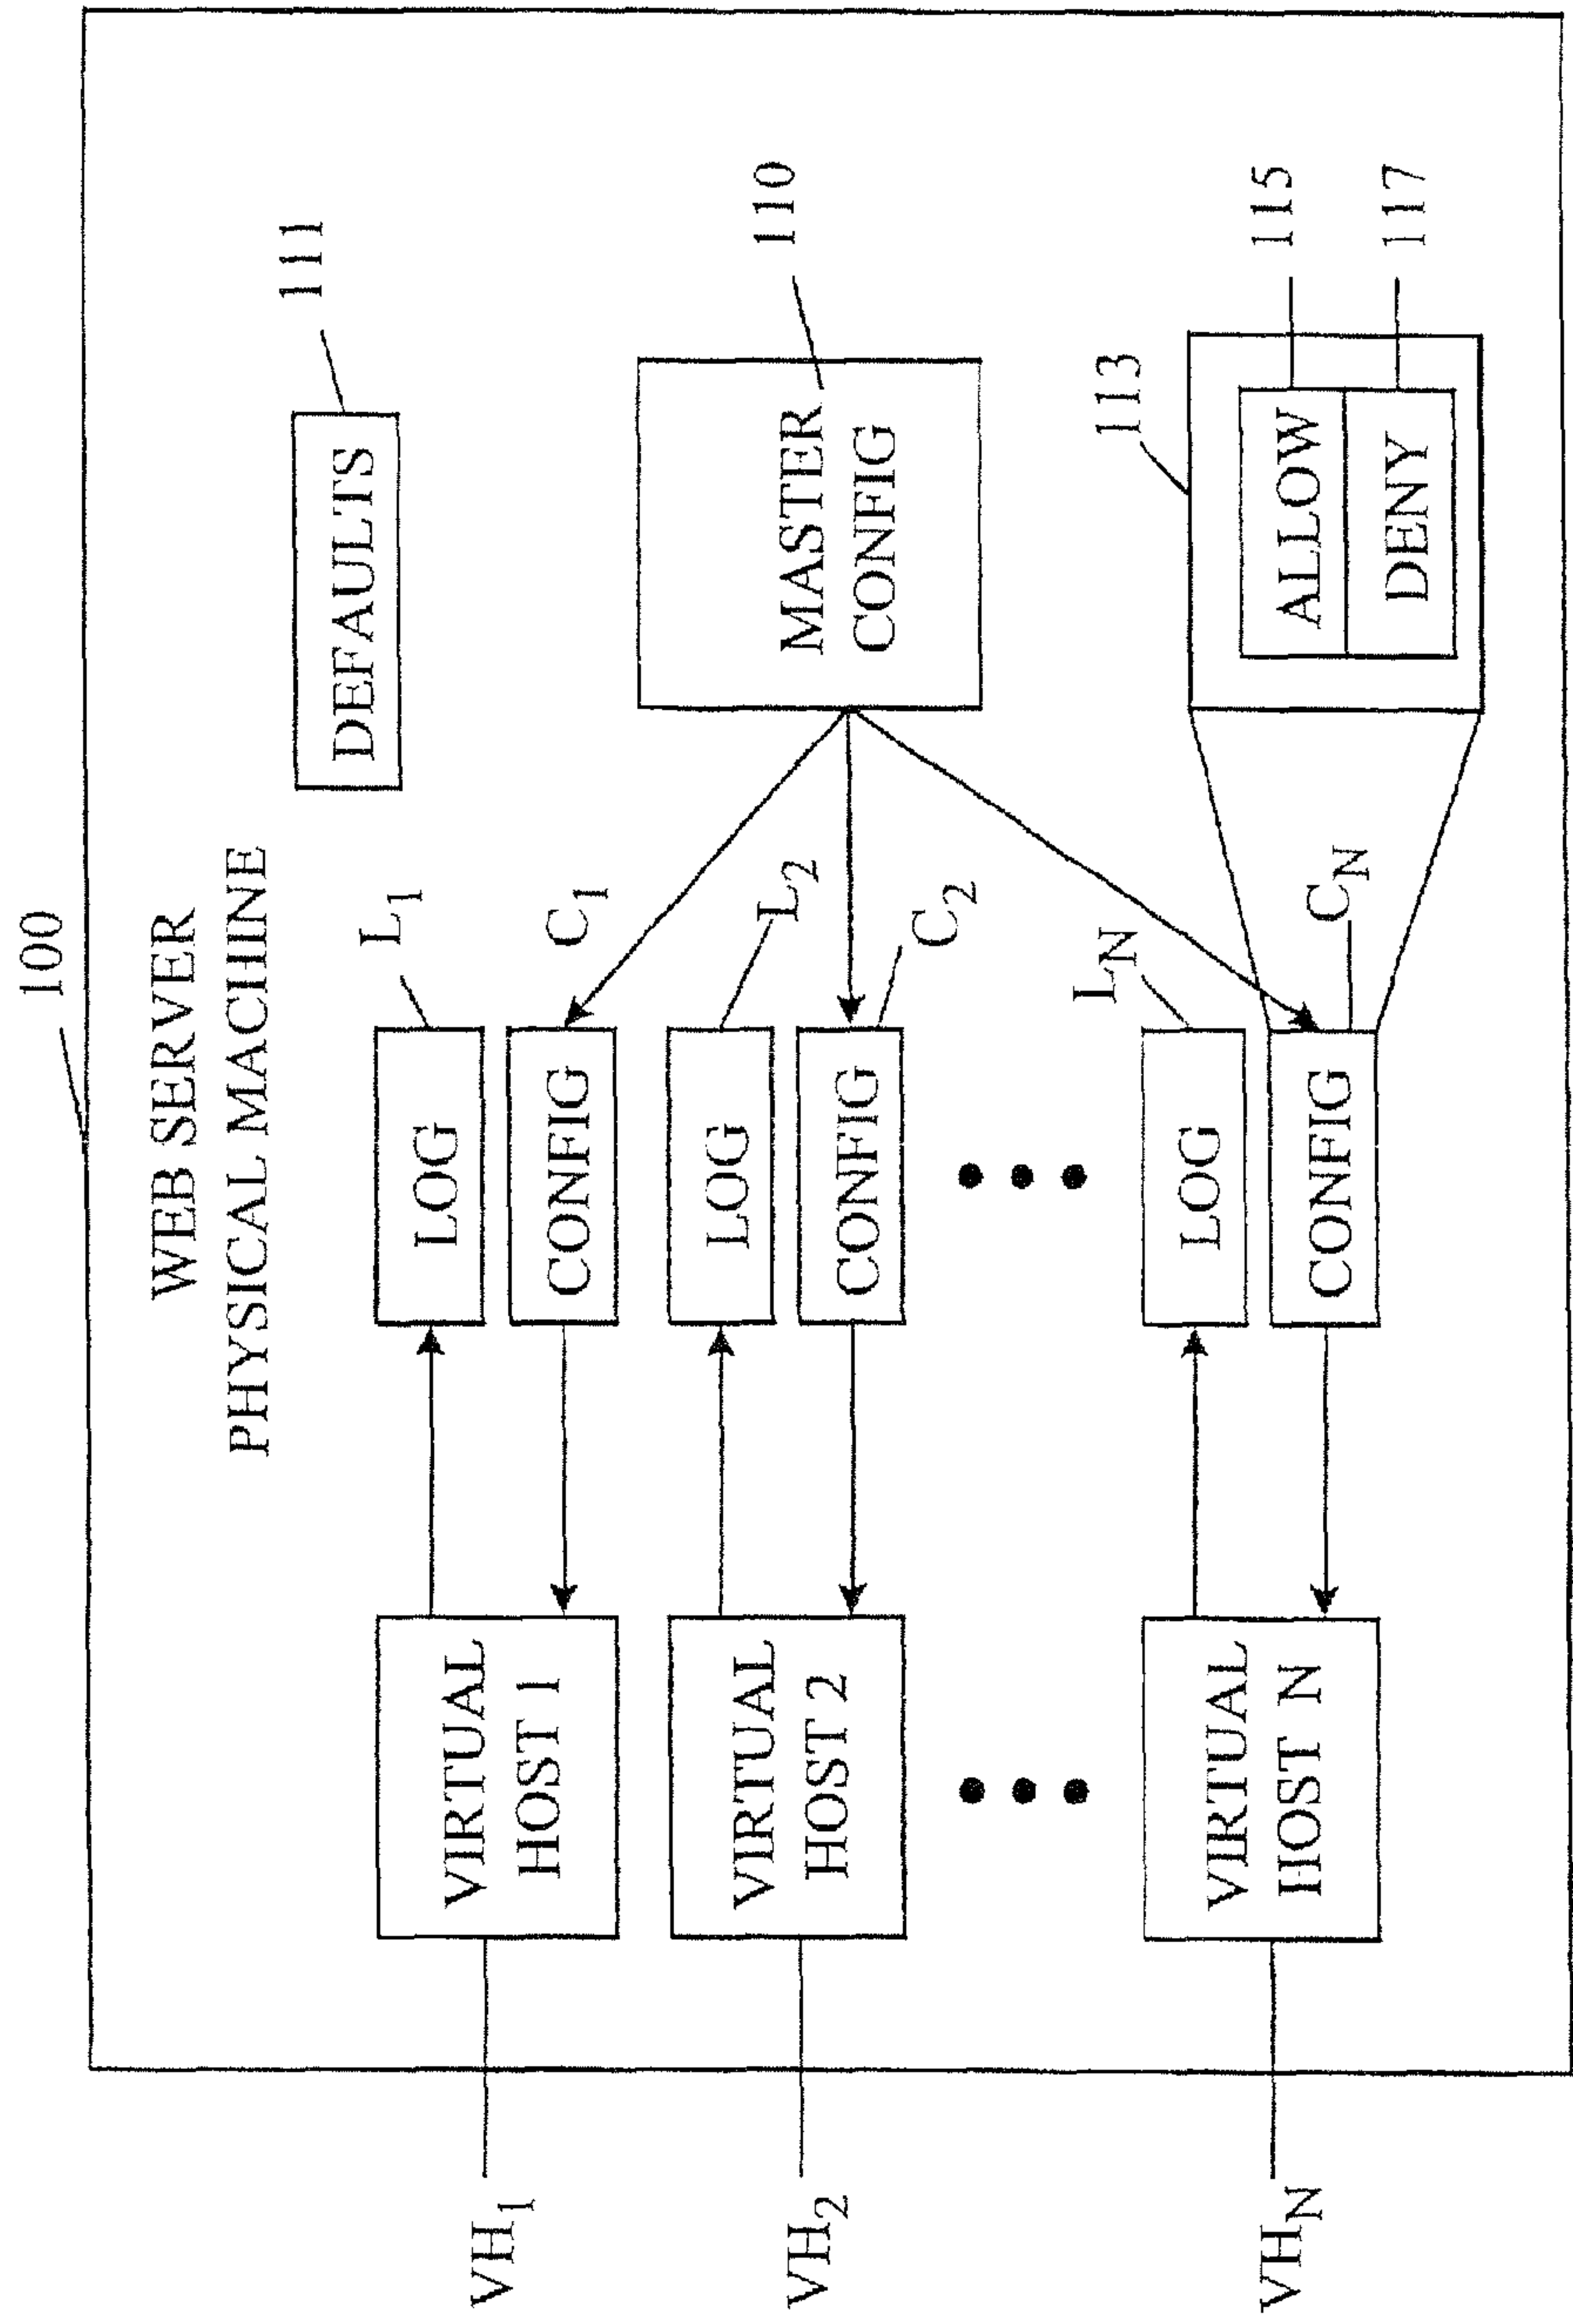 100
WEB SERVER
PHYSICAL MACHINE
DEFAULTS
111
L1
LOG
C1
CONFIG
VIRTUAL
HOST 1
VH1
MASTER
CONFIG
110
L2
LOG
C2
CONFIG
VIRTUAL
HOST 2
VH2
LN
LOG
CN
CONFIG
VIRTUAL
HOST N
VHN
113
ALLOW
115
DENY
117